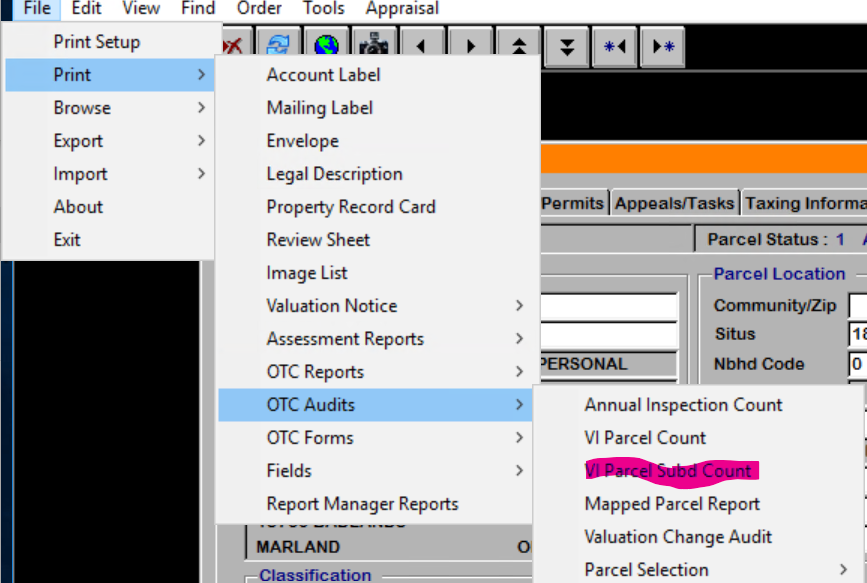 File Edit View Find Order Tools Appraisal
Print Setup
Print
Browse
Export
Import
About
Exit
Account Label
Mailing Label
Envelope
Legal Description
Property Record Card
Review Sheet
Image List
Valuation Notice
Assessment Reports
OTC Reports
OTC Audits
OTC Forms
Fields
Report Manager Reports
Annual Inspection Count
VI Parcel Count
VI Parcel Subd Count
Mapped Parcel Report
Valuation Change Audit
Parcel Selection
Permits Appeals/Tasks Taxing Informa
Parcel Status : 1
Parcel Location
Community/Zip
Situs 18
PERSONAL
Nbhd Code 0
MARLAND
Classification